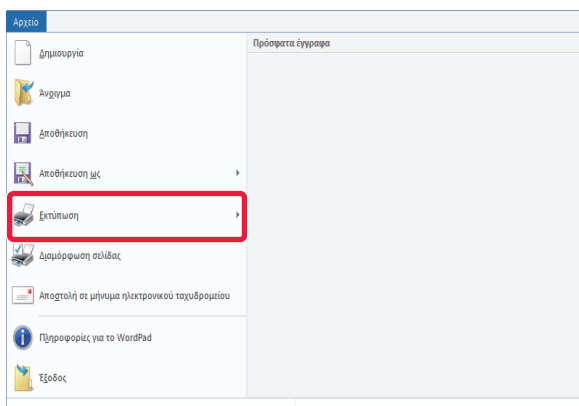 Αρχείο
Πρόσφατα έγγραφα
Δημιουργία
Άνοιγμα
Αποθήκευση
Αποθήκευση ως
Εκτύπωση
Διαμόρφωση σελίδας
Αποστολή σε μήνυμα ηλεκτρονικού ταχυδρομείου
Πληροφορίες για το WordPad
Έξοδος